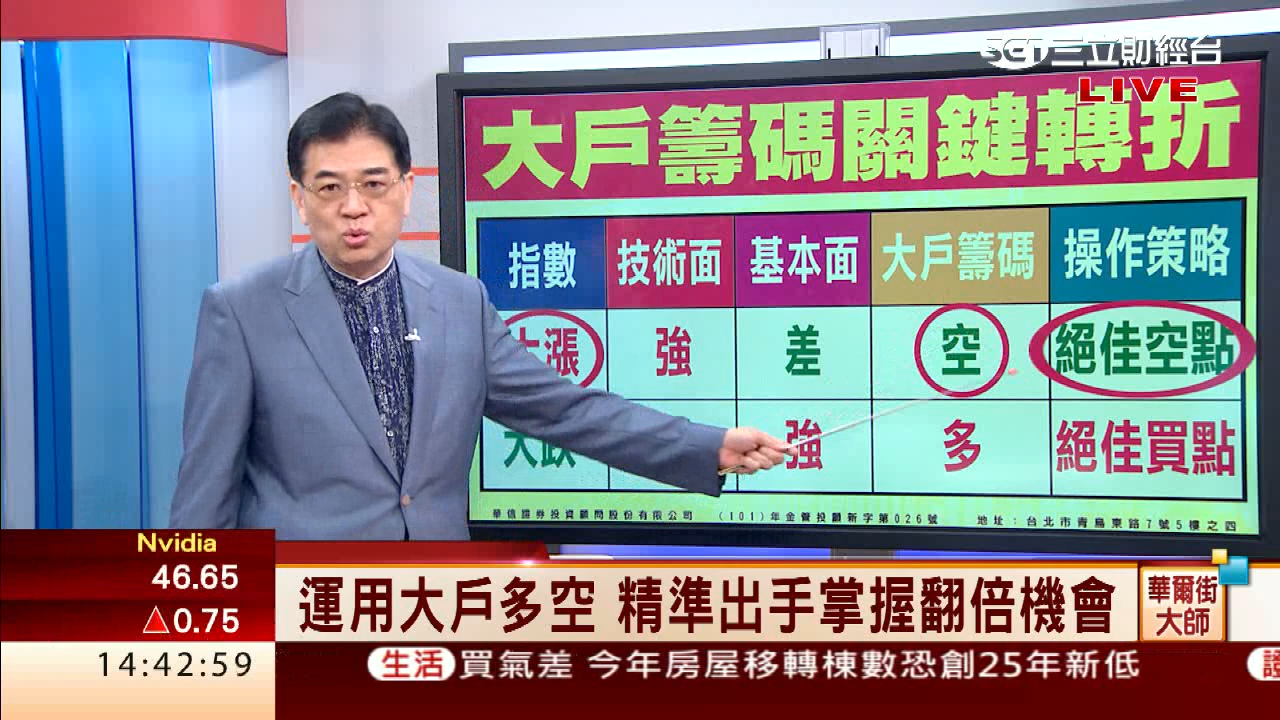 SET三立財經台
LIVE
大戶籌碼關鍵轉折
指數 技術面 基本面 大戶籌碼 操作策略
大漲 強 差 空 絕佳空點
大跌 強 多 絕佳買點
華信證券投資顧問股份有限公司 (101)年金管投顧新字第026號 地址：台北市青島東路7號5樓之四
Nvidia
46.65
△0.75
運用大戶多空 精準出手掌握翻倍機會
華爾街
大師
14:42:59
生活 買氣差 今年房屋移轉棟數恐創25年新低